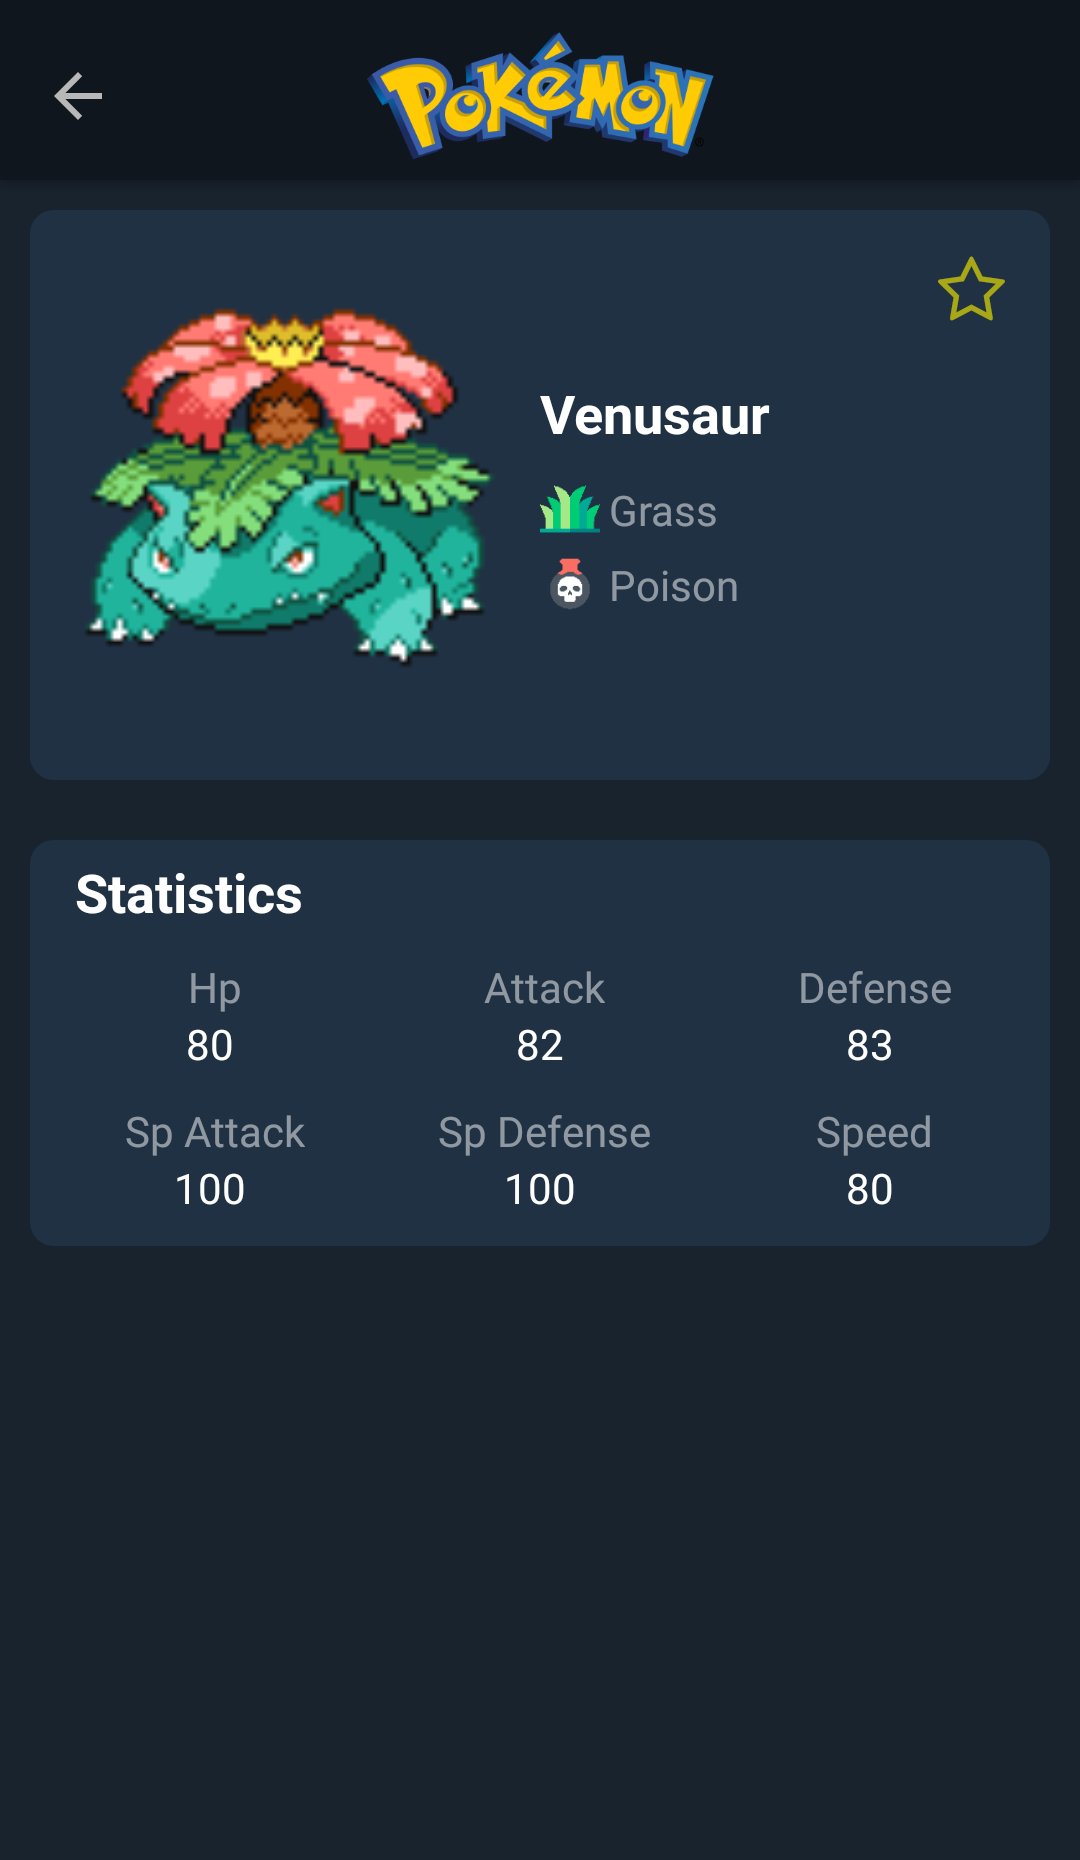 Pokémon
Venusaur
Grass
Poison
Statistics
Hp Attack Defense
80 82 83
Sp Attack Sp Defense Speed
100 100 80